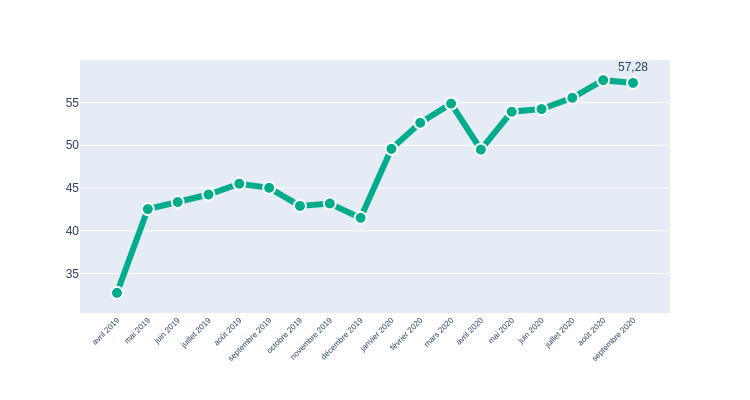 57,28
55
50
45
40
35
avril 2019
mai 2019
juin 2019
juillet 2019
août 2019
septembre 2019
octobre 2019
novembre 2019
décembre 2019
janvier 2020
février 2020
mars 2020
avril 2020
mai 2020
juin 2020
juillet 2020
août 2020
septembre 2020